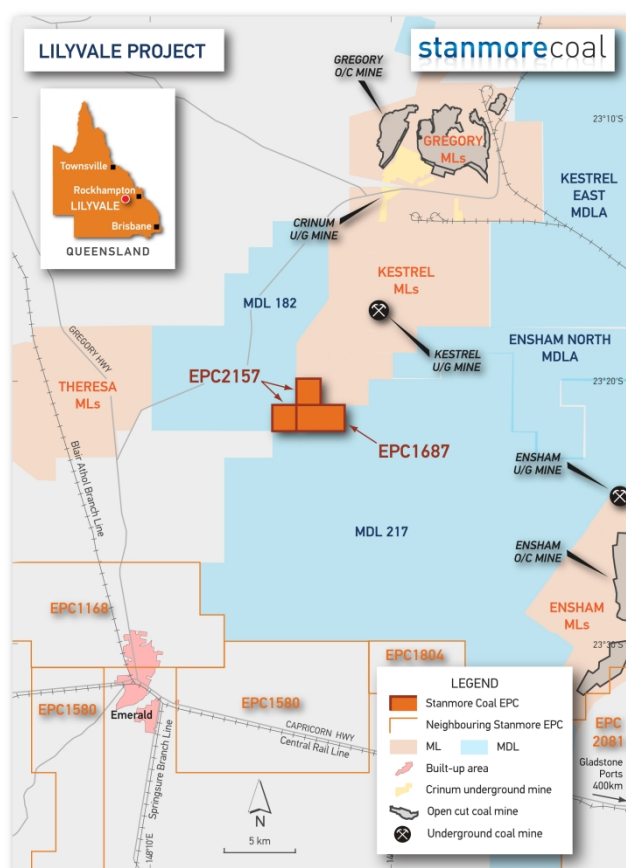 LILYVALE PROJECT
stanmorecoal
GREGORY
O/C MINE
23°10'S
GREGORY
MLs
Townsville
Rockhampton
LILYVALE
Brisbane
QUEENSLAND
KESTREL
EAST
MDLA
CRINUM
U/G MINE
KESTREL
MLs
MDL 182
GREGORY HWY
KESTREL
U/G MINE
ENSHAM NORTH
MDLA
THERESA
MLs
EPC2157
23°20'S
EPC1687
Blair Athol Branch Line
ENSHAM
U/G MINE
MDL 217
ENSHAM
O/C MINE
EPC1168
ENSHAM
MLs
23°30'S
EPC1804
EPC1580
EPC1580
Emerald
CAPRICORN HWY
Central Rail Line
Springsure Branch Line
148°10'E
N
5 km
LEGEND
Stanmore Coal EPC
Neighbouring Stanmore EPC
ML
MDL
Built-up area
Crinum underground mine
Open cut coal mine
Underground coal mine
EPC
2081
Gladstone
Ports
400km